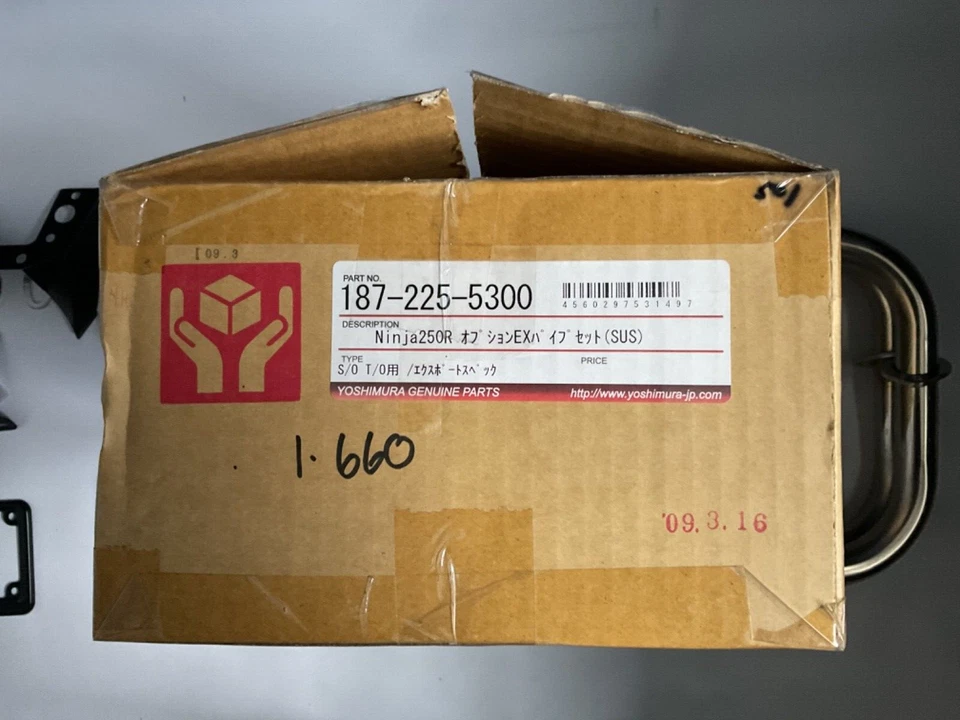 [ 09.3
PART NO.
187-225-5300
4560297531497
DESCRIPTION
Ninja250R ｵﾌﾟｼｮﾝEXﾊﾟｲﾌﾟｾｯﾄ(SUS)
TYPE
PRICE
S/O T/O用 /ｴｸｽﾎﾟｰﾄｽﾍﾟｯｸ
YOSHIMURA GENUINE PARTS
http://www.yoshimura-jp.com
1.660
'09.3.16